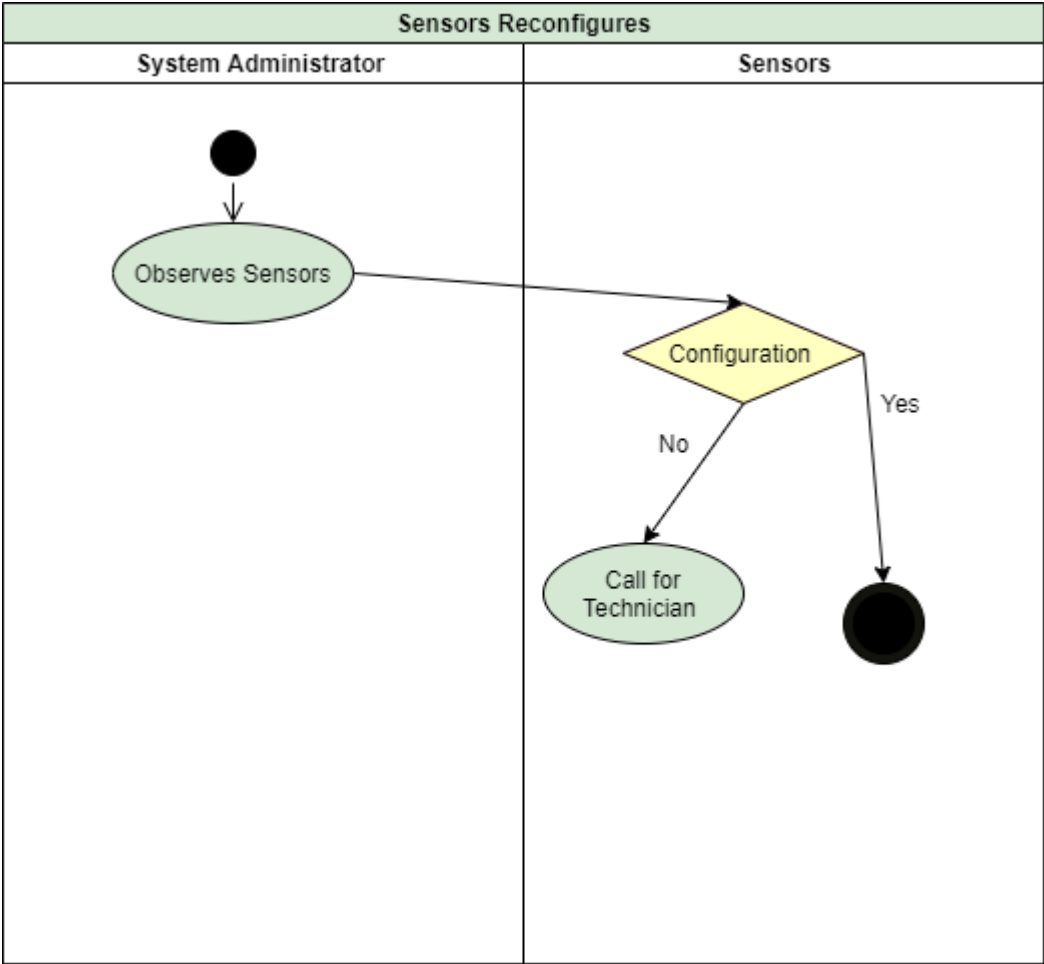 Sensors Reconfigures
System Administrator
Sensors
Observes Sensors
Configuration
Yes
No
Call for
Technician